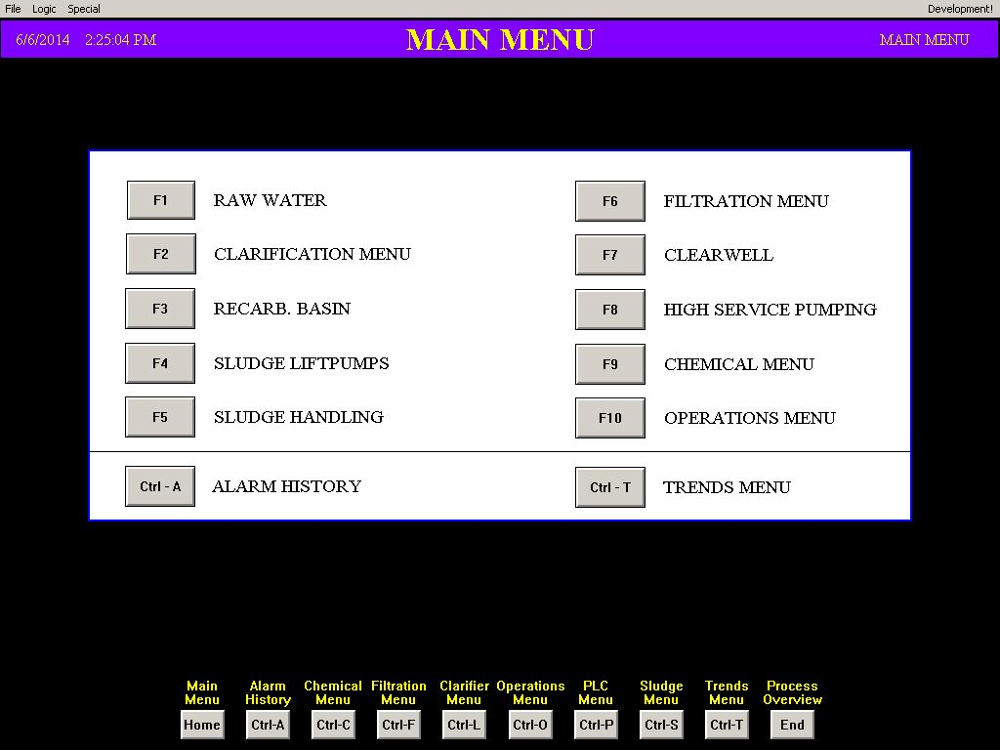 File Logic Special Development!
6/6/2014 2:25:04 PM MAIN MENU MAIN MENU
F1 RAW WATER F6 FILTRATION MENU
F2 CLARIFICATION MENU F7 CLEARWELL
F3 RECARB. BASIN F8 HIGH SERVICE PUMPING
F4 SLUDGE LIFTPUMPS F9 CHEMICAL MENU
F5 SLUDGE HANDLING F10 OPERATIONS MENU
Ctrl - A ALARM HISTORY Ctrl - T TRENDS MENU
Main Alarm Chemical Filtration Clarifier Operations PLC Sludge Trends Process
Menu History Menu Menu Menu Menu Menu Menu Menu Overview
Home Ctrl-A Ctrl-C Ctrl-F Ctrl-L Ctrl-O Ctrl-P Ctrl-S Ctrl-T End